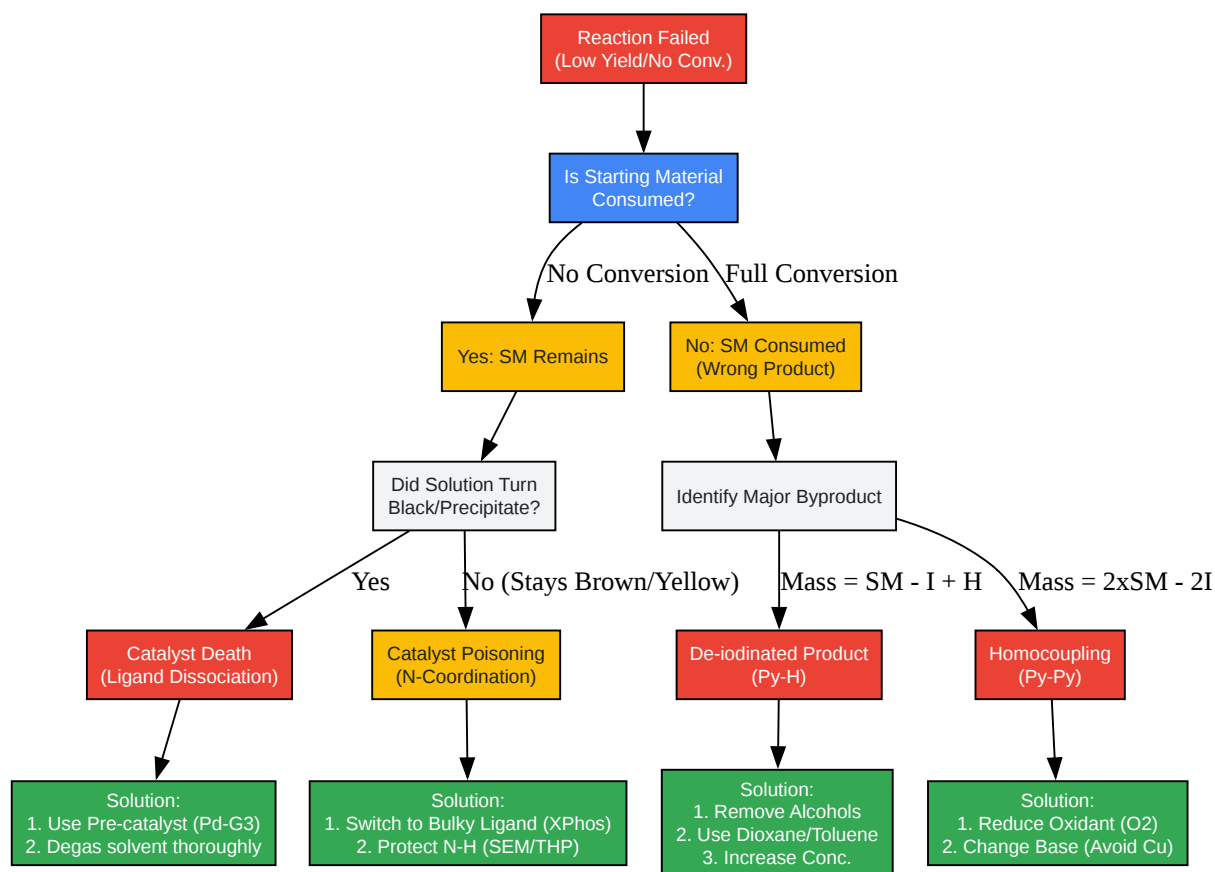 Reaction Failed
(Low Yield/No Conv.)
Is Starting Material
Consumed?
No Conversion
Full Conversion
Yes: SM Remains
No: SM Consumed
(Wrong Product)
Did Solution Turn
Black/Precipitate?
Identify Major Byproduct
Yes
No (Stays Brown/Yellow)
Mass = SM - I + H
Mass = 2xSM - 2I
Catalyst Death
(Ligand Dissociation)
Catalyst Poisoning
(N-Coordination)
De-iodinated Product
(Py-H)
Homocoupling
(Py-Py)
Solution:
1. Use Pre-catalyst (Pd-G3)
2. Degas solvent thoroughly
Solution:
1. Switch to Bulky Ligand (XPhos)
2. Protect N-H (SEM/THP)
Solution:
1. Remove Alcohols
2. Use Dioxane/Toluene
3. Increase Conc.
Solution:
1. Reduce Oxidant (O2)
2. Change Base (Avoid Cu)